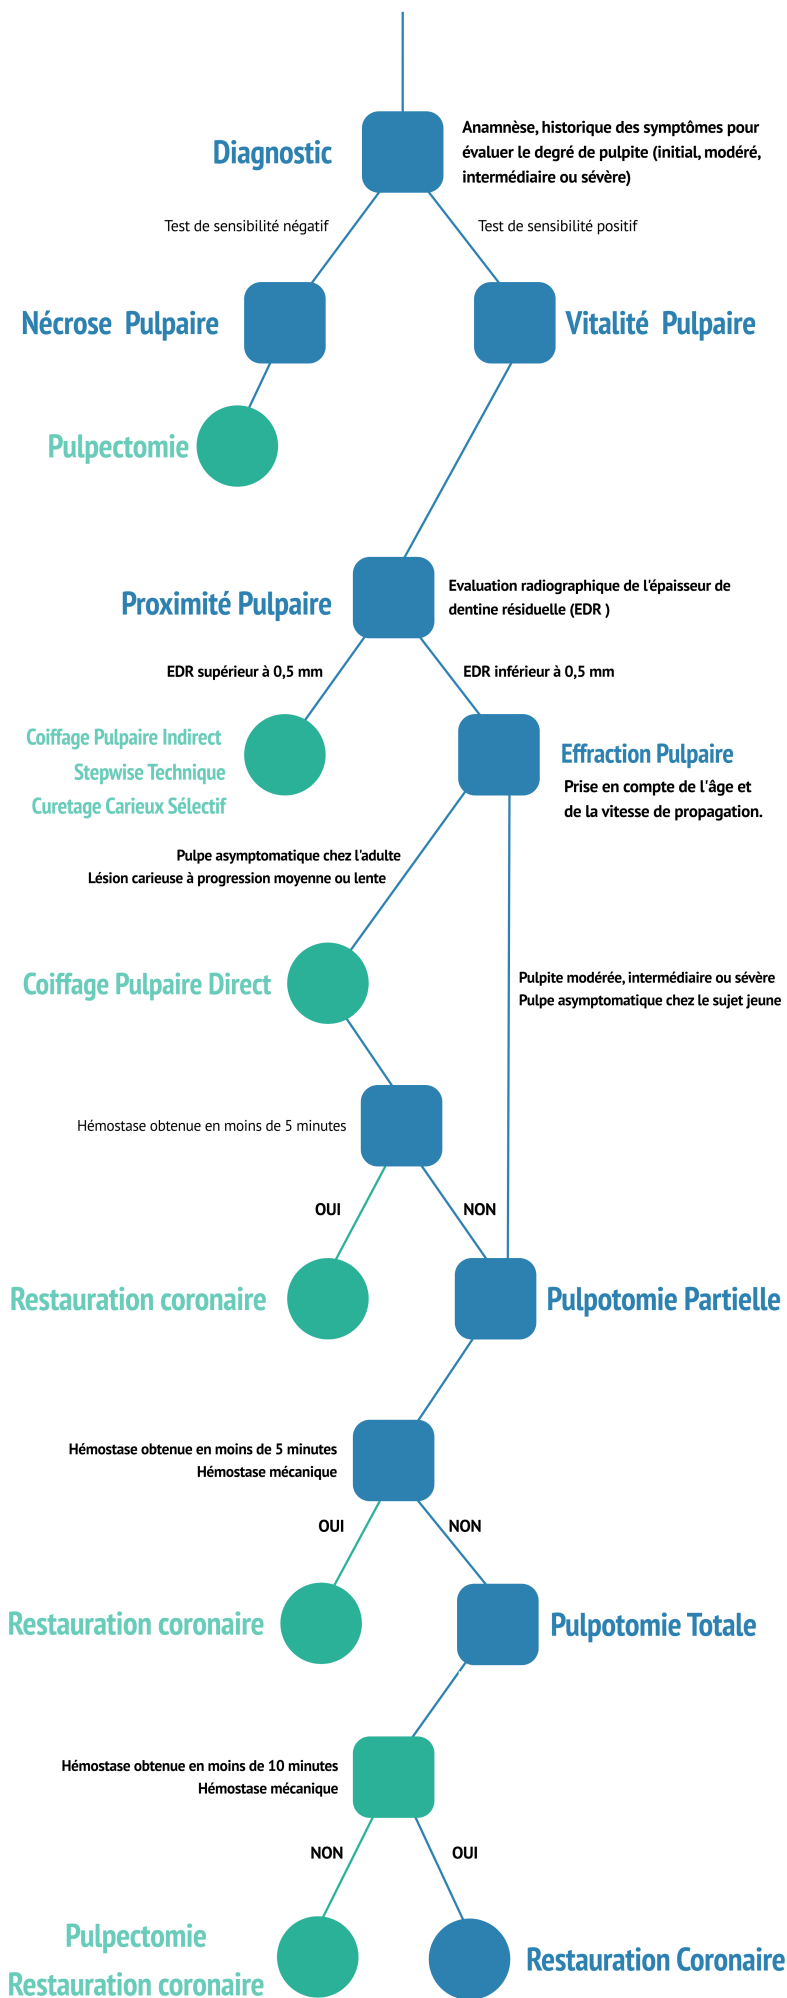 Diagnostic
Anamnèse, historique des symptômes pour
évaluer le degré de pulpite (initial, modéré,
intermédiaire ou sévère)
Test de sensibilité négatif
Test de sensibilité positif
Nécrose Pulpaire
Vitalité Pulpaire
Pulpectomie
Proximité Pulpaire
Evaluation radiographique de l'épaisseur de
dentine résiduelle (EDR )
EDR supérieur à 0,5 mm
EDR inférieur à 0,5 mm
Coiffage Pulpaire Indirect
Stepwise Technique
Curetage Carieux Sélectif
Effraction Pulpaire
Prise en compte de l'âge et
de la vitesse de propagation.
Pulpe asymptomatique chez l'adulte
Lésion carieuse à progression moyenne ou lente
Coiffage Pulpaire Direct
Pulpite modérée, intermédiaire ou sévère
Pulpe asymptomatique chez le sujet jeune
Hémostase obtenue en moins de 5 minutes
OUI
NON
Restauration coronaire
Pulpotomie Partielle
Hémostase obtenue en moins de 5 minutes
Hémostase mécanique
OUI
NON
Restauration coronaire
Pulpotomie Totale
Hémostase obtenue en moins de 10 minutes
Hémostase mécanique
NON
OUI
Pulpectomie
Restauration coronaire
Restauration Coronaire